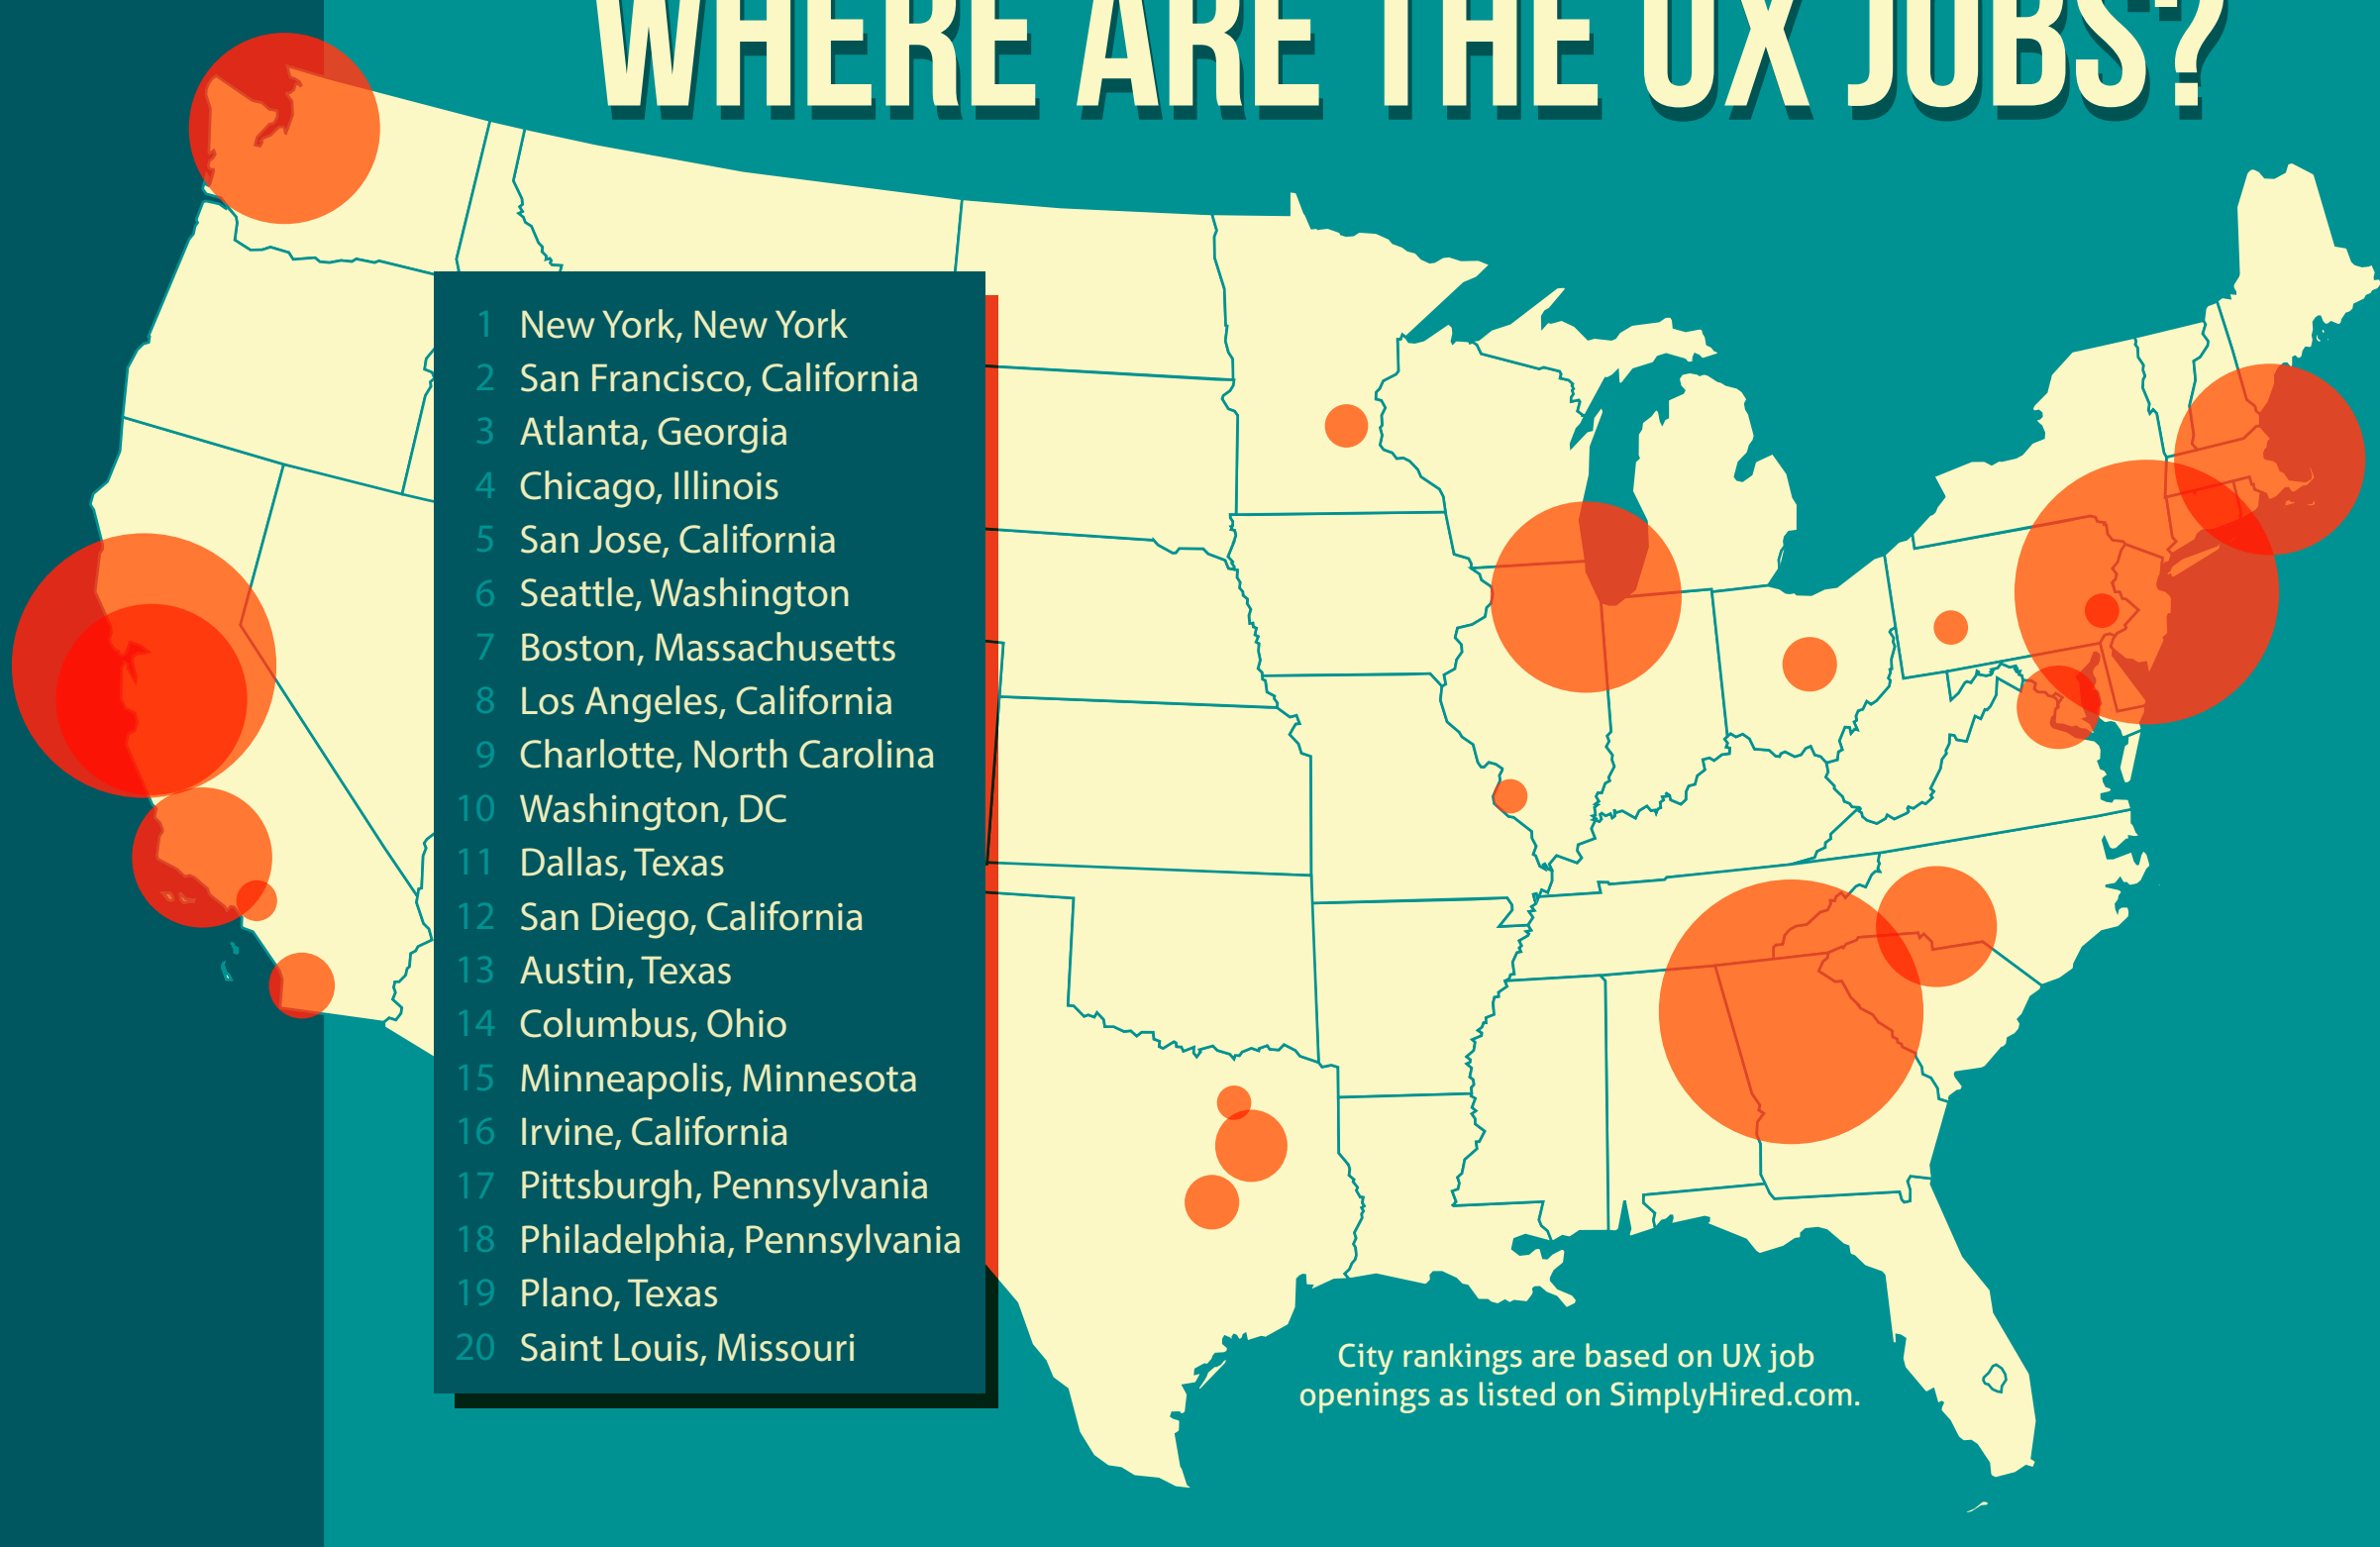 WHERE ARE THE UX JOBS?
1 New York, New York
2 San Francisco, California
3 Atlanta, Georgia
4 Chicago, Illinois
5 San Jose, California
6 Seattle, Washington
7 Boston, Massachusetts
8 Los Angeles, California
9 Charlotte, North Carolina
10 Washington, DC
11 Dallas, Texas
12 San Diego, California
13 Austin, Texas
14 Columbus, Ohio
15 Minneapolis, Minnesota
16 Irvine, California
17 Pittsburgh, Pennsylvania
18 Philadelphia, Pennsylvania
19 Plano, Texas
20 Saint Louis, Missouri
City rankings are based on UX job
openings as listed on SimplyHired.com.